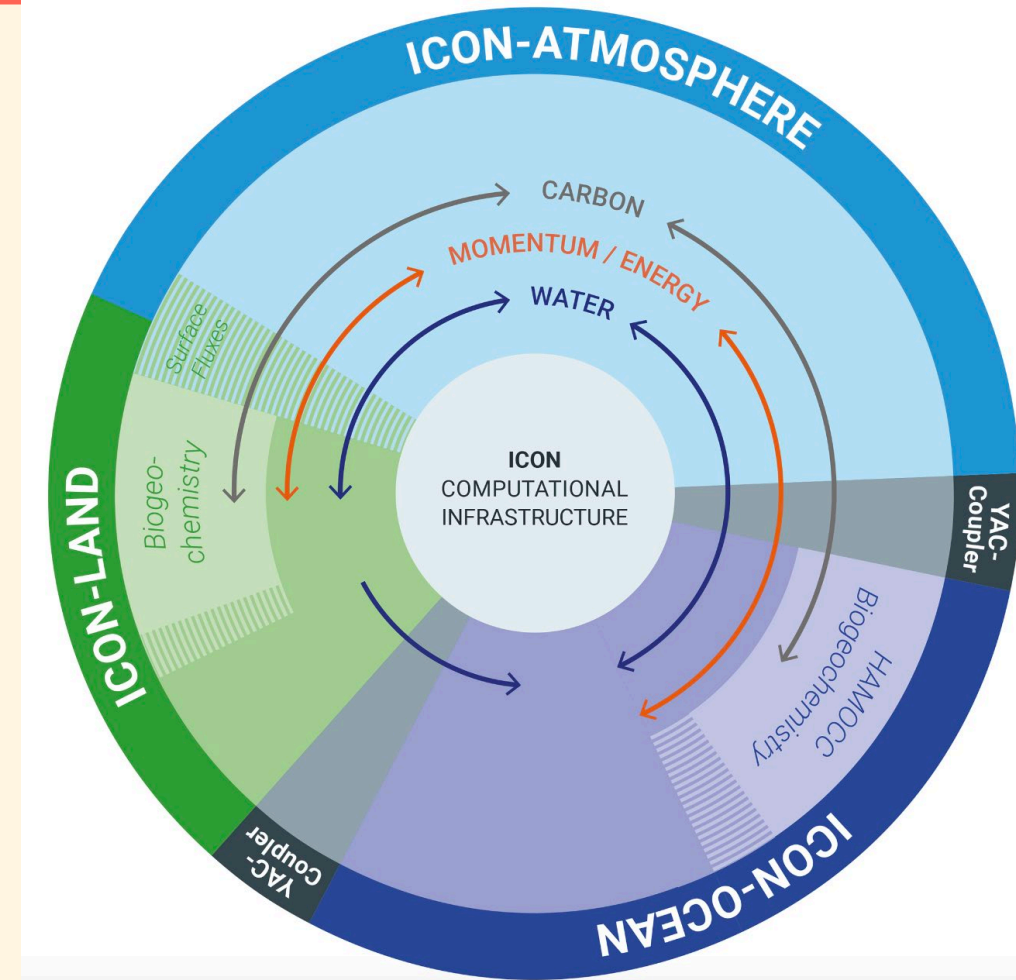 ICON-ATMOSPHERE
CARBON
MOMENTUM / ENERGY
WATER
Surface
Fluxes
ICON
COMPUTATIONAL
INFRASTRUCTURE
Biogeo-
chemistry
ICON-LAND
YAC-
Coupler
HAMOCC
Biogeochemistry
YAC-
Coupler
ICON-OCEAN